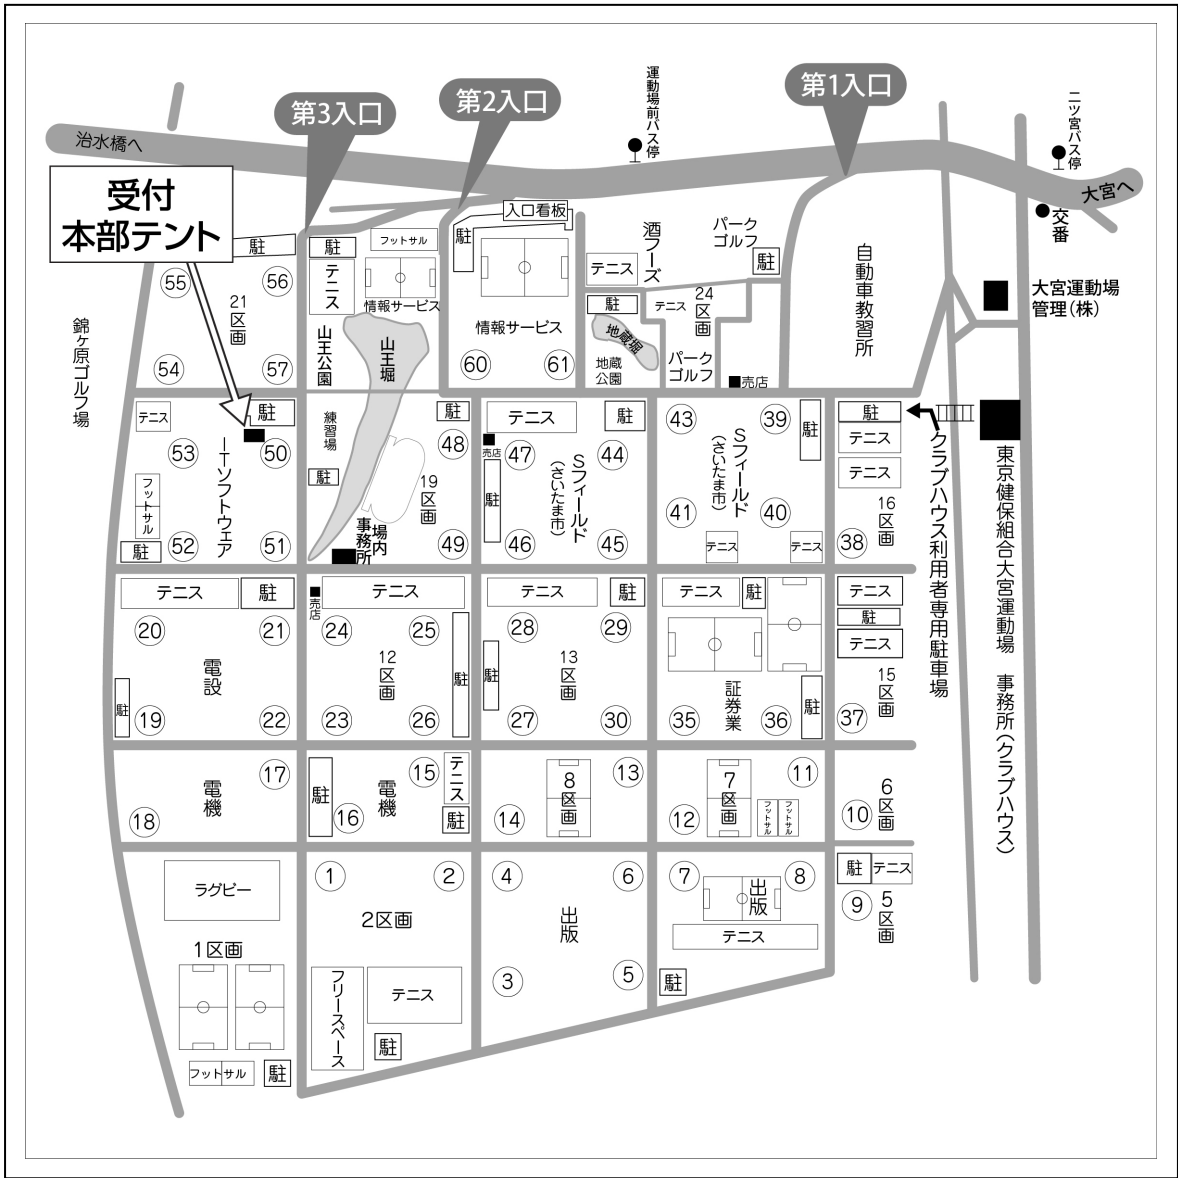 第1入口
第2入口
第3入口
運動場前バス停
二ツ宮バス停
治水橋へ
大宮へ
交番
受付
本部テント
入口看板
駐
駐
フットサル
駐
テニス
情報サービス
情報サービス
酒フーズ
パーク
ゴルフ
駐
テニス
駐
テニス
24
区画
地蔵堀
地蔵
公園
パーク
ゴルフ
売店
自動車教習所
大宮運動場
管理(株)
錦ヶ原ゴルフ場
55
56
21
区画
54
57
山王公園
山王堀
60
61
テニス
駐
53
50
ITソフトウェア
フットサル
駐
52
51
練習場
駐
駐
48
19
区画
場内
事務所
49
テニス
駐
売店
47
44
駐
Sフィールド
(さいたま市)
46
45
43
39
駐
Sフィールド
(さいたま市)
41
40
テニス
テニス
駐
テニス
テニス
16
区画
38
クラブハウス利用者専用駐車場
東京健保組合大宮運動場 事務所(クラブハウス)
テニス
駐
20
21
電設
駐
19
22
売店
テニス
24
25
12
区画
駐
23
26
テニス
駐
28
29
駐
13
区画
27
30
テニス
駐
証券業
35
36
駐
テニス
駐
テニス
15
区画
37
17
電機
18
駐
16
電機
15
テニス
駐
8
区画
13
14
7
区画
11
12
フットサル
フットサル
6
区画
10
ラグビー
1区画
フットサル
駐
1
2
2区画
フリースペース
テニス
駐
4
6
出版
3
5
7
8
出版
テニス
駐
駐
テニス
9
5
区画